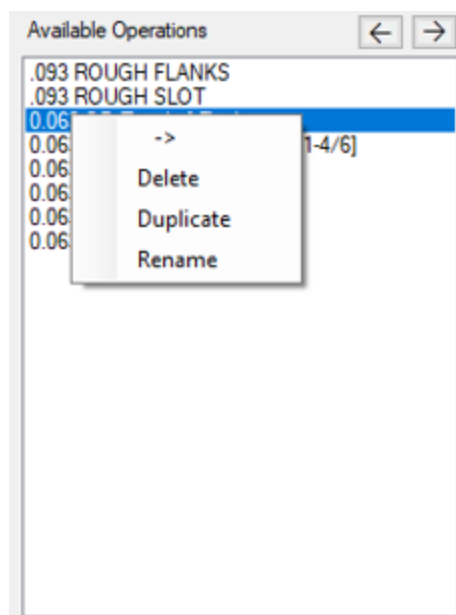 Available Operations
← →
.093 ROUGH FLANKS
.093 ROUGH SLOT
0.06
0.06 1-4/6]
0.06
0.06
0.06
0.06
->
Delete
Duplicate
Rename